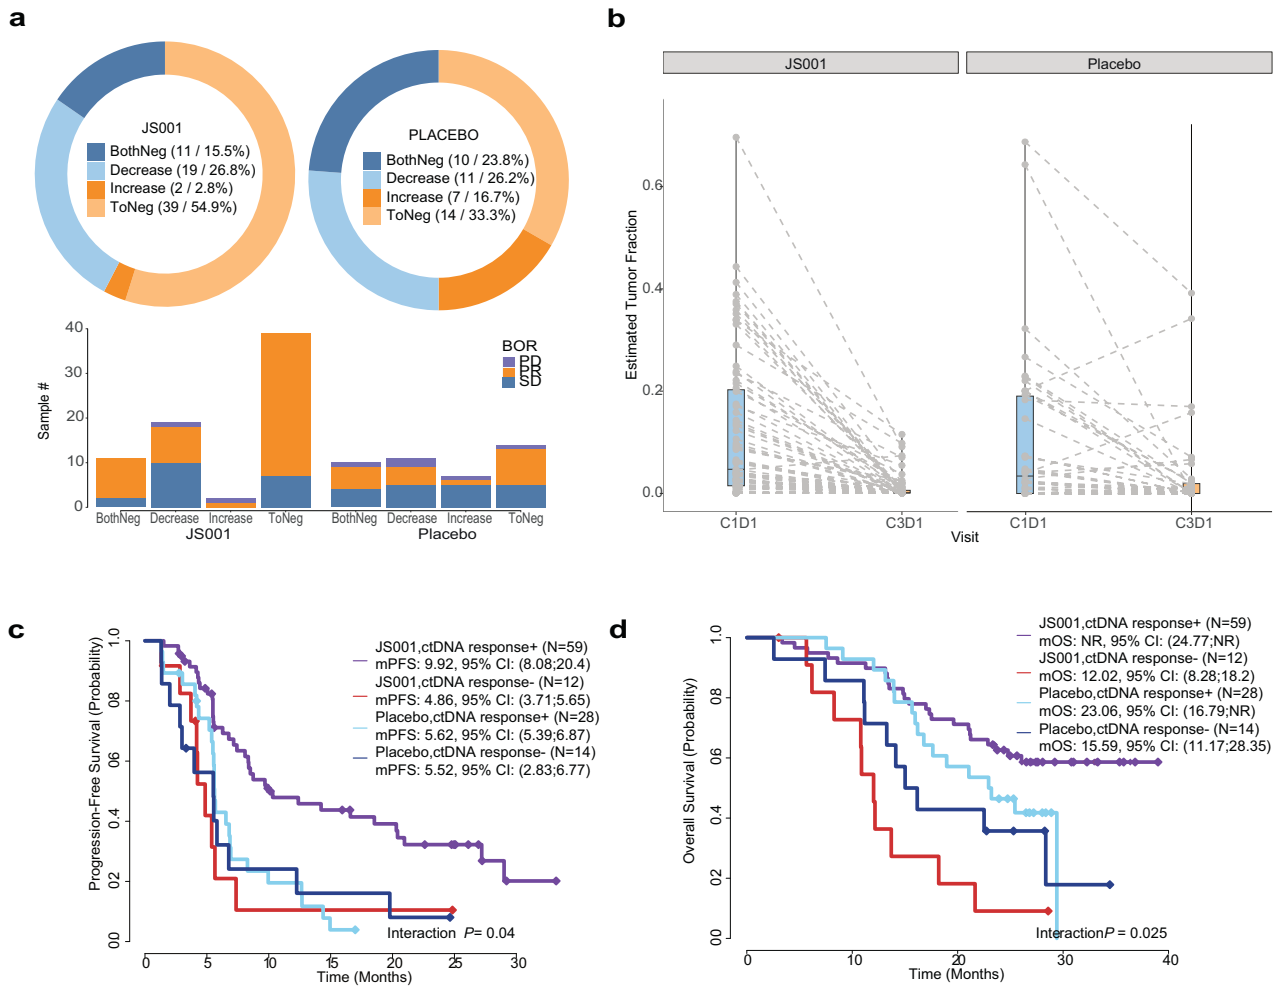 a
JS001
BothNeg (11 / 15.5%)
Decrease (19 / 26.8%)
Increase (2 / 2.8%)
ToNeg (39 / 54.9%)
PLACEBO
BothNeg (10 / 23.8%)
Decrease (11 / 26.2%)
Increase (7 / 16.7%)
ToNeg (14 / 33.3%)
Sample #
40
30
20
10
0
BOR
PD
PR
SD
BothNeg Decrease Increase ToNeg BothNeg Decrease Increase ToNeg
JS001 Placebo
b
JS001 Placebo
Estimated Tumor Fraction
0.6
0.4
0.2
0.0
C1D1 C3D1 C1D1 C3D1
Visit
c
Progression-Free Survival (Probability)
1.0
0.8
0.6
0.4
0.2
0.0
JS001,ctDNA response+ (N=59)
mPFS: 9.92, 95% CI: (8.08;20.4)
JS001,ctDNA response- (N=12)
mPFS: 4.86, 95% CI: (3.71;5.65)
Placebo,ctDNA response+ (N=28)
mPFS: 5.62, 95% CI: (5.39;6.87)
Placebo,ctDNA response- (N=14)
mPFS: 5.52, 95% CI: (2.83;6.77)
Interaction P= 0.04
0 5 10 15 20 25 30
Time (Months)
d
Overall Survival (Probability)
1.0
0.8
0.6
0.4
0.2
0.0
JS001,ctDNA response+ (N=59)
mOS: NR, 95% CI: (24.77;NR)
JS001,ctDNA response- (N=12)
mOS: 12.02, 95% CI: (8.28;18.2)
Placebo,ctDNA response+ (N=28)
mOS: 23.06, 95% CI: (16.79;NR)
Placebo,ctDNA response- (N=14)
mOS: 15.59, 95% CI: (11.17;28.35)
InteractionP = 0.025
0 10 20 30 40
Time (Months)